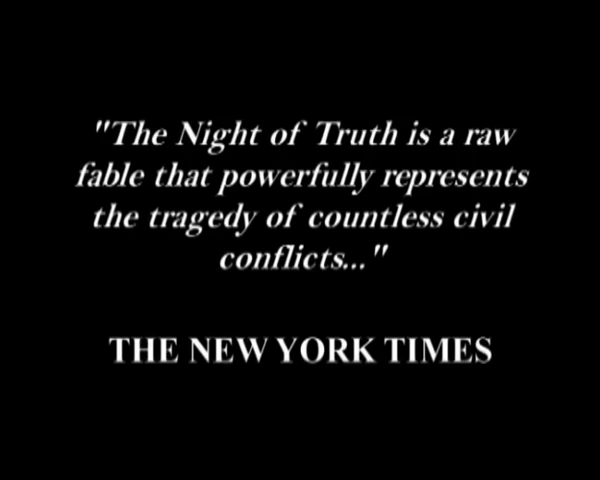 "The Night of Truth is a raw
fable that powerfully represents
the tragedy of countless civil
conflicts..."
THE NEW YORK TIMES